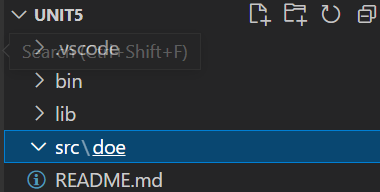 UNIT5
.vscode
Search (Ctrl+Shift+F)
bin
lib
src\doe
README.md